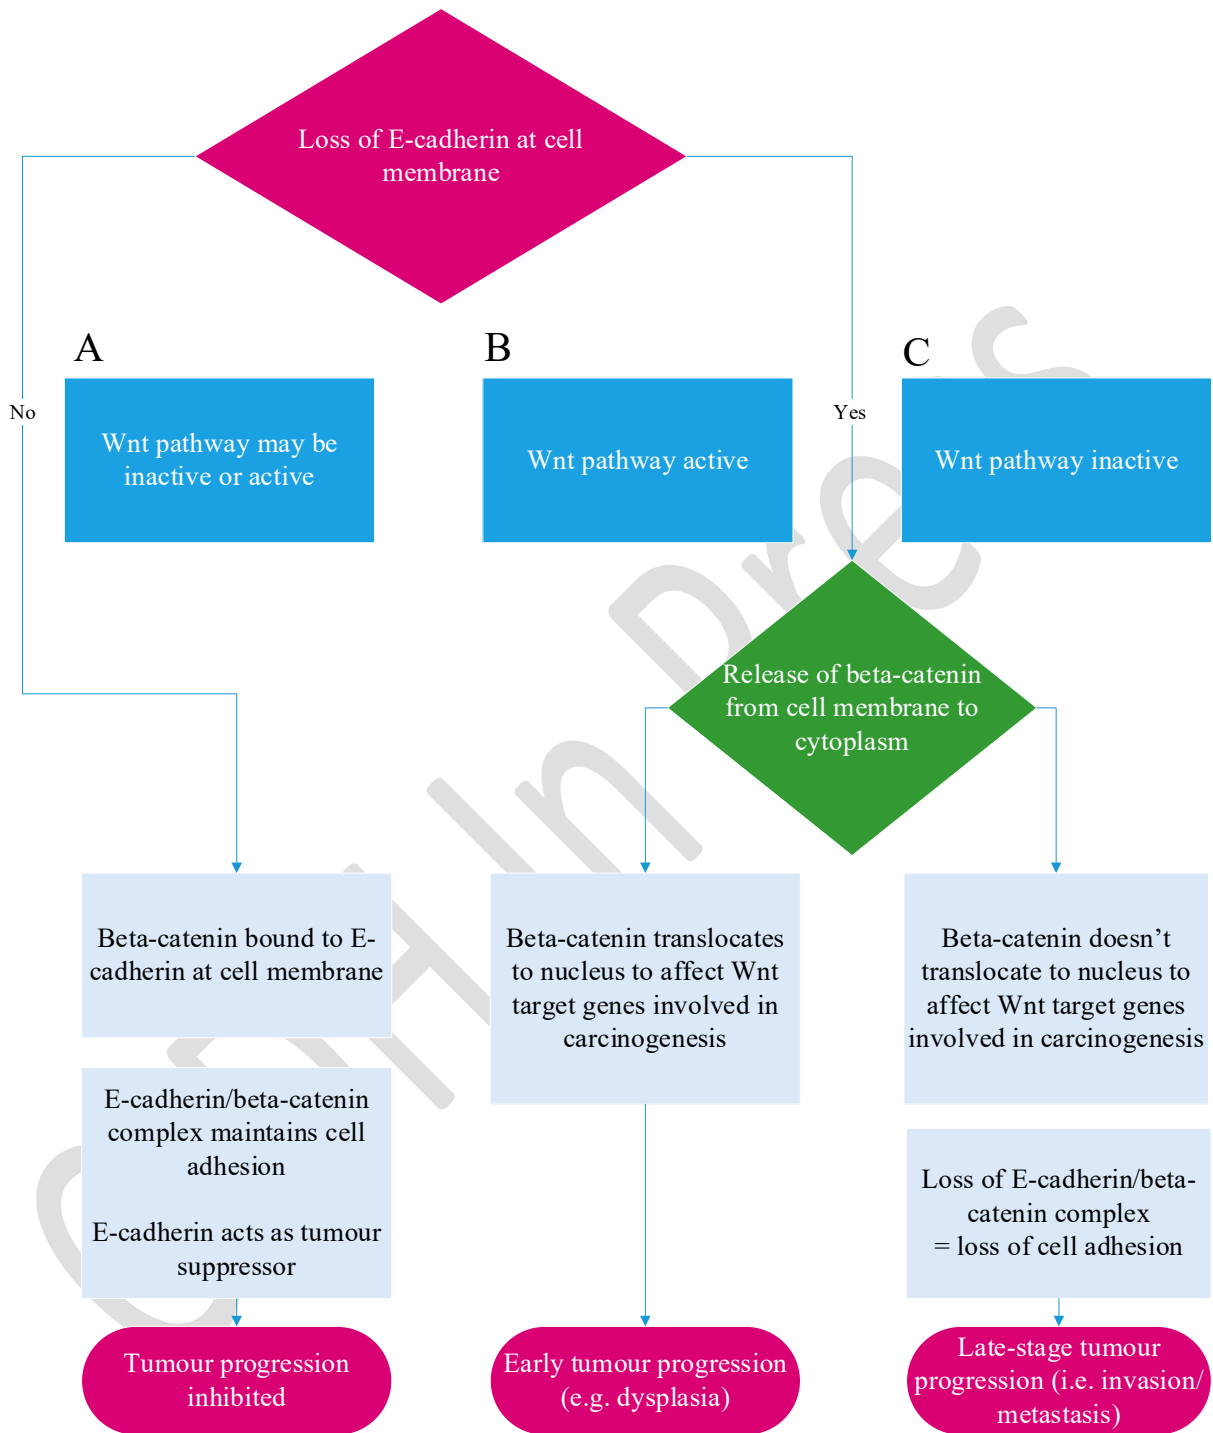 Loss of E-cadherin at cell
membrane
A
B
C
No
Yes
Wnt pathway may be
inactive or active
Wnt pathway active
Wnt pathway inactive
Release of beta-catenin
from cell membrane to
cytoplasm
Beta-catenin bound to E-
cadherin at cell membrane
Beta-catenin translocates
to nucleus to affect Wnt
target genes involved in
carcinogenesis
Beta-catenin doesn’t
translocate to nucleus to
affect Wnt target genes
involved in carcinogenesis
E-cadherin/beta-catenin
complex maintains cell
adhesion
E-cadherin acts as tumour
suppressor
Loss of E-cadherin/beta-
catenin complex
= loss of cell adhesion
Tumour progression
inhibited
Early tumour progression
(e.g. dysplasia)
Late-stage tumour
progression (i.e. invasion/
metastasis)
In Press